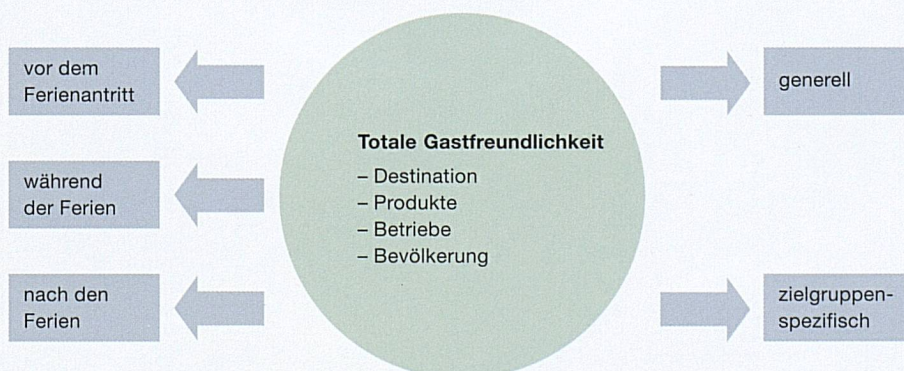 vor dem
Ferienantritt
während
der Ferien
nach den
Ferien
Totale Gastfreundlichkeit
– Destination
– Produkte
– Betriebe
– Bevölkerung
generell
zielgruppen-
spezifisch